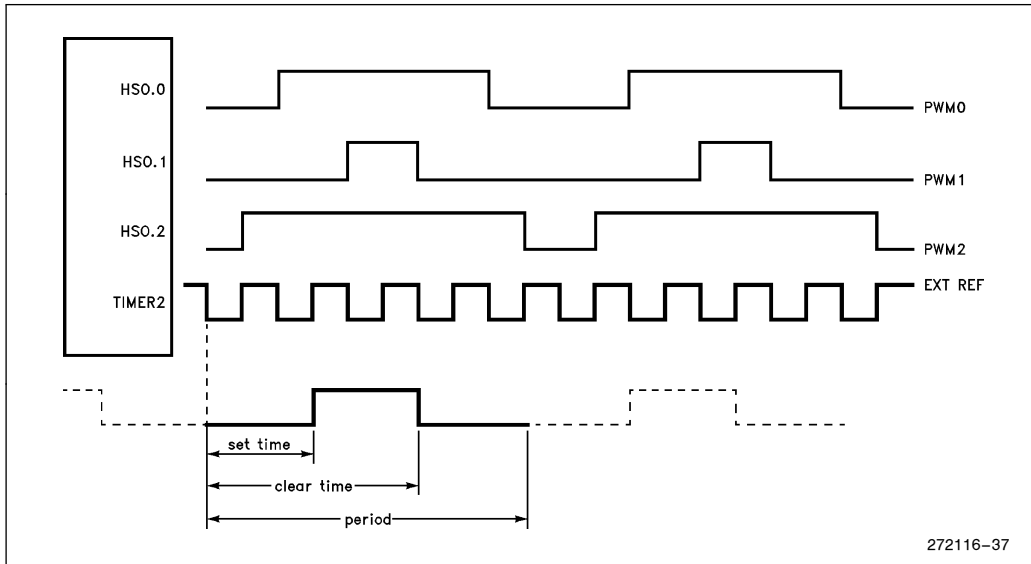 HSO.0
PWM0
HSO.1
PWM1
HSO.2
PWM2
TIMER2
EXT REF
set time
clear time
period
272116-37